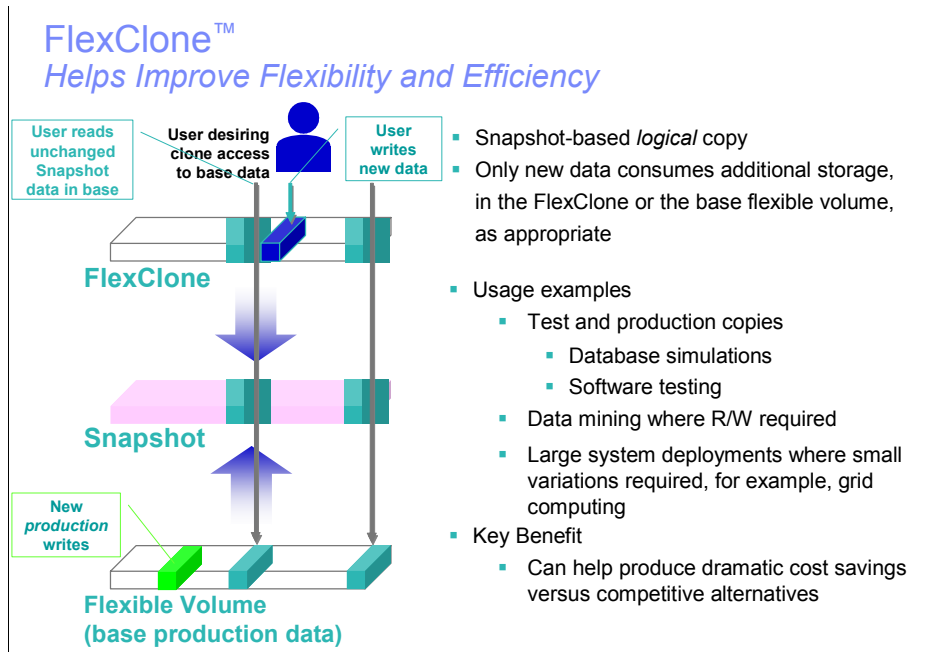 FlexClone™
Helps Improve Flexibility and Efficiency
User reads
unchanged
Snapshot
data in base
User desiring
clone access
to base data
User
writes
new data
FlexClone
Snapshot
New
production
writes
Flexible Volume
(base production data)
▪ Snapshot-based logical copy
▪ Only new data consumes additional storage,
in the FlexClone or the base flexible volume,
as appropriate
▪ Usage examples
▪ Test and production copies
▪ Database simulations
▪ Software testing
▪ Data mining where R/W required
▪ Large system deployments where small
variations required, for example, grid
computing
▪ Key Benefit
▪ Can help produce dramatic cost savings
versus competitive alternatives